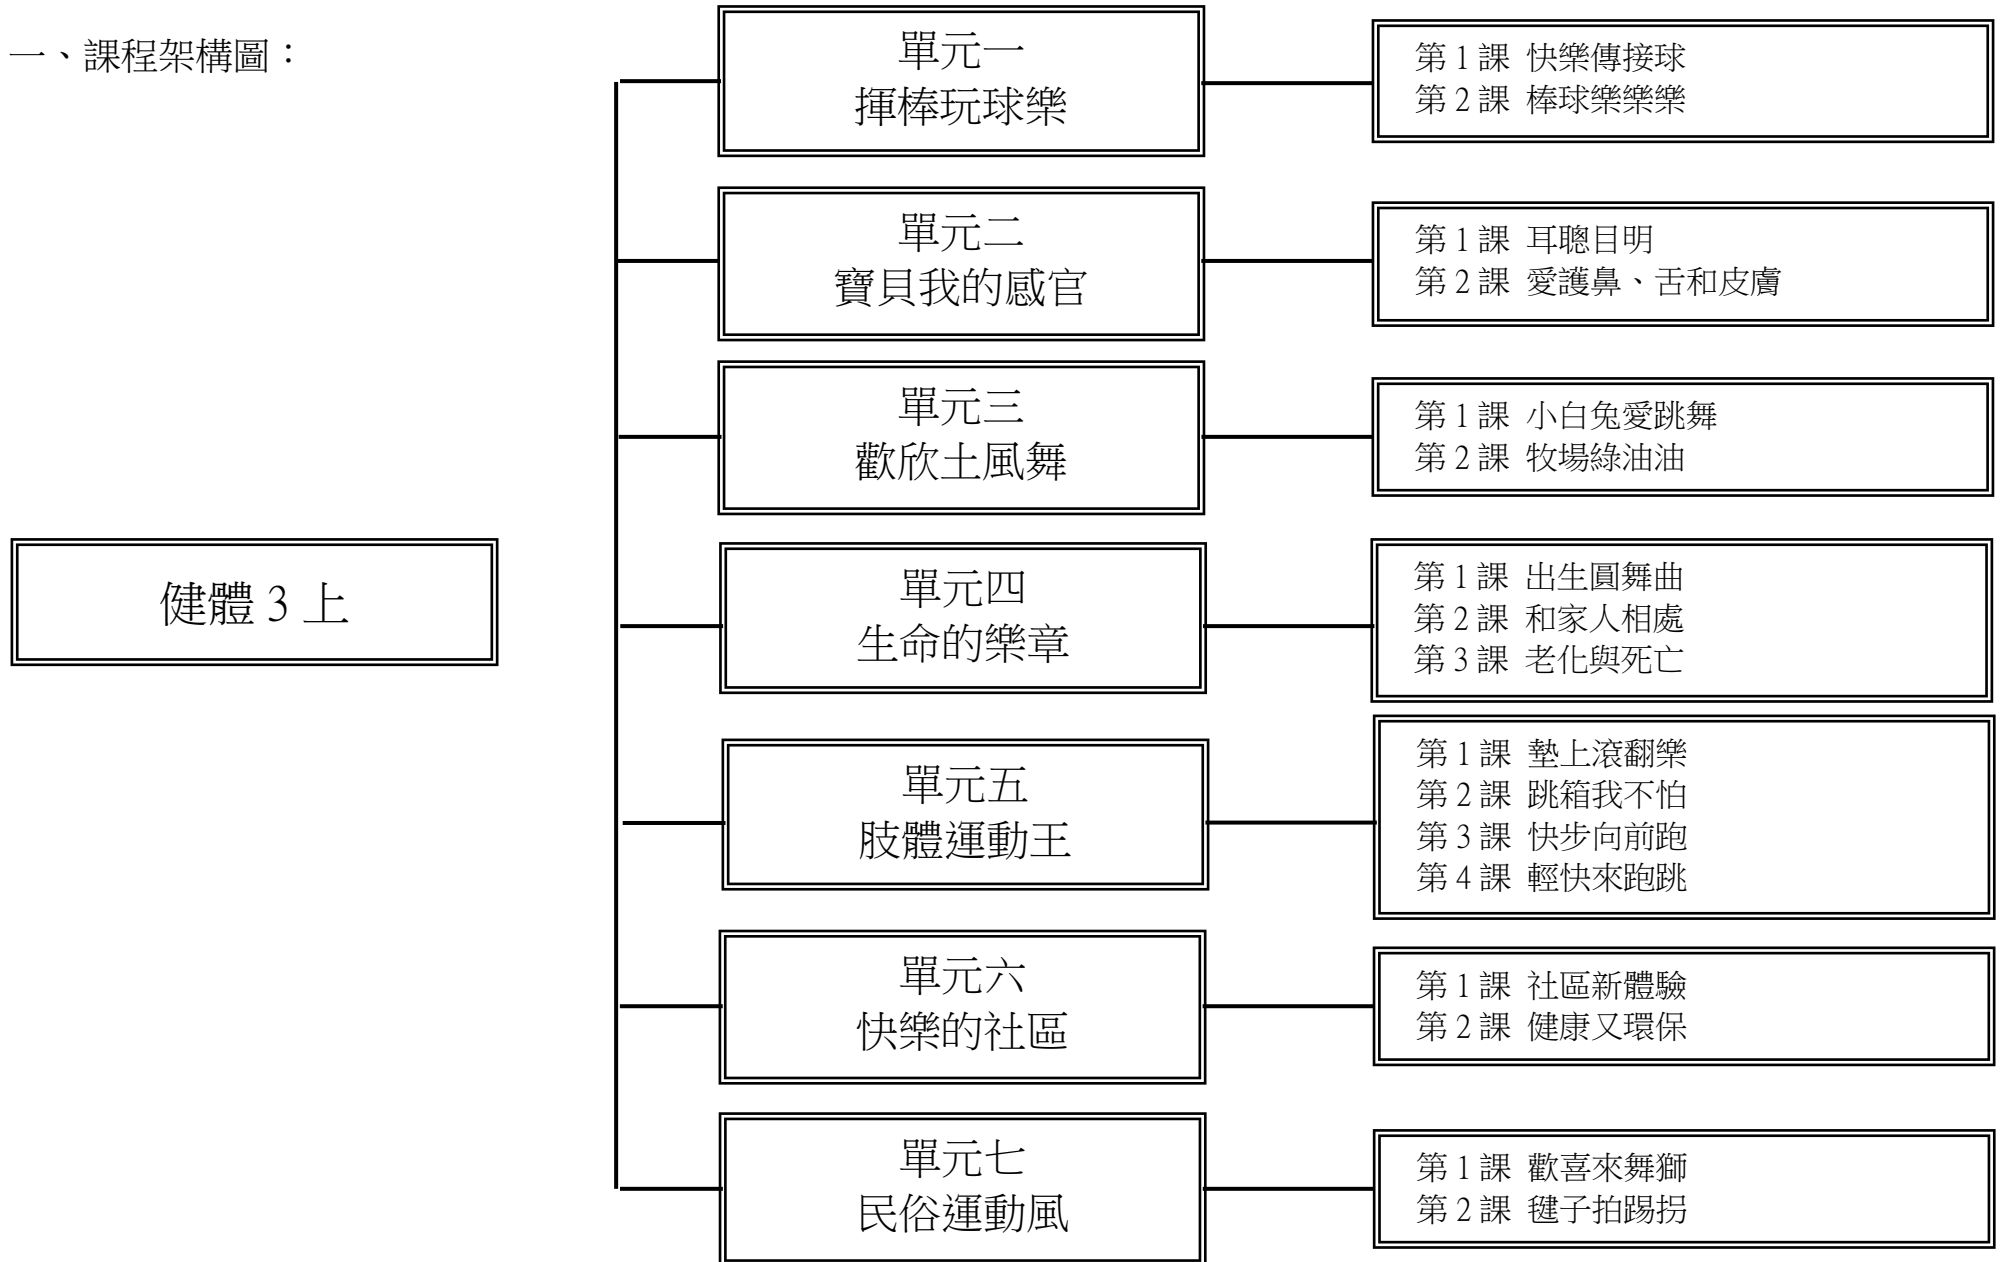 一、課程架構圖：
健體 3 上
單元一
揮棒玩球樂
第 1 課 快樂傳接球
第 2 課 棒球樂樂樂
單元二
寶貝我的感官
第 1 課 耳聰目明
第 2 課 愛護鼻、舌和皮膚
單元三
歡欣土風舞
第 1 課 小白兔愛跳舞
第 2 課 牧場綠油油
單元四
生命的樂章
第 1 課 出生圓舞曲
第 2 課 和家人相處
第 3 課 老化與死亡
單元五
肢體運動王
第 1 課 墊上滾翻樂
第 2 課 跳箱我不怕
第 3 課 快步向前跑
第 4 課 輕快來跑跳
單元六
快樂的社區
第 1 課 社區新體驗
第 2 課 健康又環保
單元七
民俗運動風
第 1 課 歡喜來舞獅
第 2 課 毽子拍踢拐